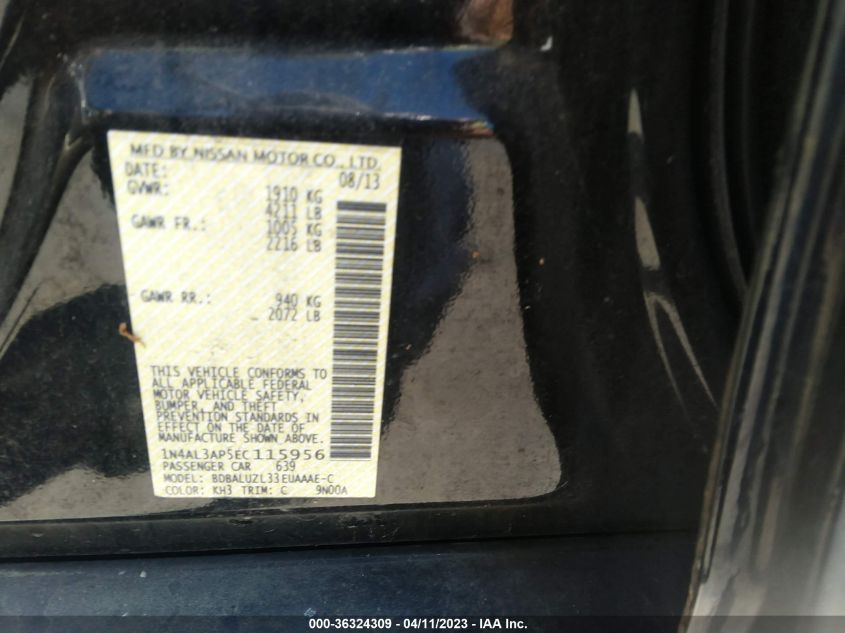 MFD BY NISSAN MOTOR CO., LTD.
DATE: 08/13
GVWR: 1910 KG
4211 LB
GAWR FR.: 1005 KG
2216 LB
GAWR RR.: 940 KG
2072 LB
THIS VEHICLE CONFORMS TO
ALL APPLICABLE FEDERAL
MOTOR VEHICLE SAFETY,
BUMPER, AND THEFT
PREVENTION STANDARDS IN
EFFECT ON THE DATE OF
MANUFACTURE SHOWN ABOVE.
1N4AL3AP5EC115956
PASSENGER CAR 639
MODEL: BDBALUZL33EUAAAE-C
COLOR: KH3 TRIM: C 9N00A
000-36324309 - 04/11/2023 - IAA Inc.